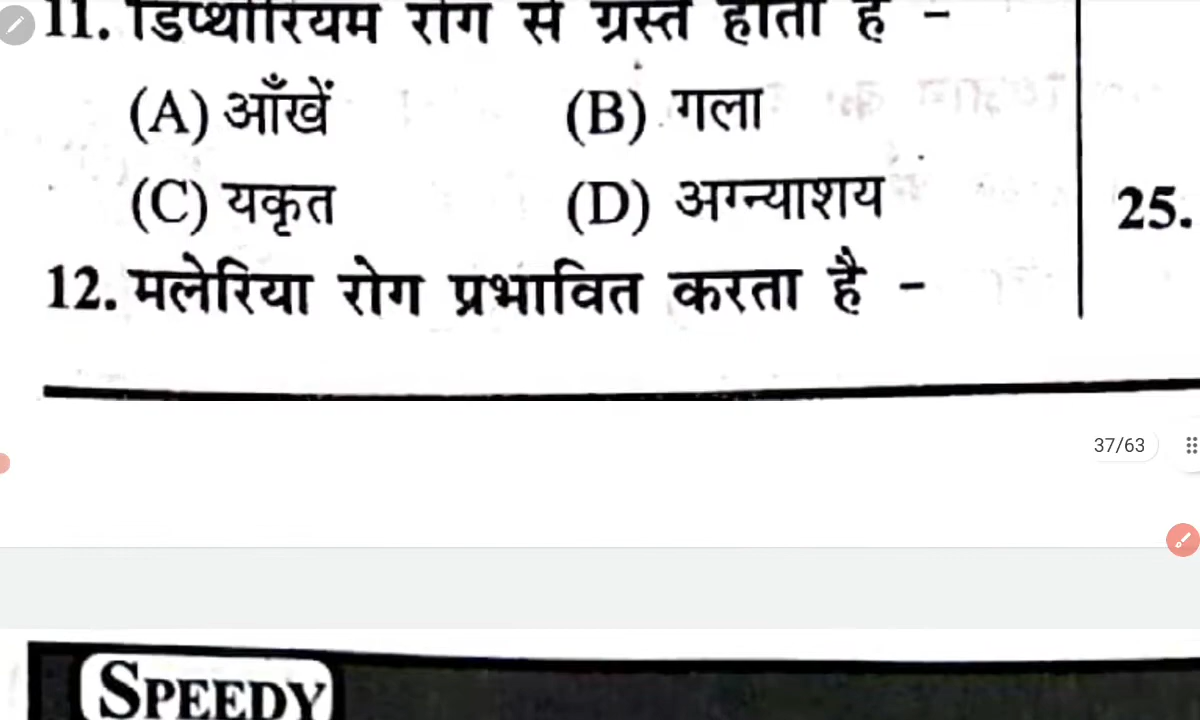 11. डिप्थीरियम रोग से ग्रस्त होता है -
(A) आँखें (B) गला
(C) यकृत (D) अग्न्याशय
25.
12. मलेरिया रोग प्रभावित करता है -
37/63
SPEEDY